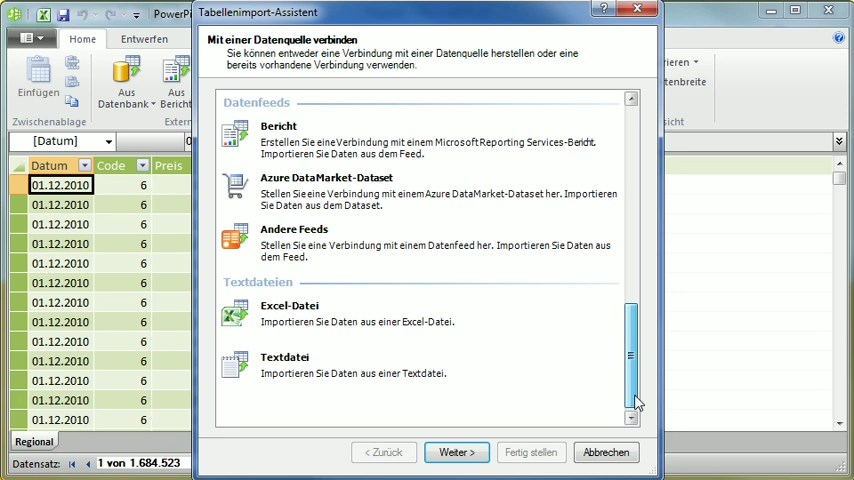 PowerPi
Tabellenimport-Assistent
Home
Entwerfen
Mit einer Datenquelle verbinden
Sie können entweder eine Verbindung mit einer Datenquelle herstellen oder eine
bereits vorhandene Verbindung verwenden.
Einfügen
Aus
Datenbank
Aus
Bericht
Zwischenablage
Extern
rieren
tenbreite
sicht
[Datum]
Datum
Code
Preis
01.12.2010 6
01.12.2010 6
01.12.2010 6
01.12.2010 6
01.12.2010 6
01.12.2010 6
01.12.2010 6
01.12.2010 6
01.12.2010 6
01.12.2010 6
01.12.2010 6
01.12.2010 6
01.12.2010 6
Datenfeeds
Bericht
Erstellen Sie eine Verbindung mit einem Microsoft Reporting Services-Bericht.
Importieren Sie Daten aus dem Feed.
Azure DataMarket-Dataset
Stellen Sie eine Verbindung mit einem Azure DataMarket-Dataset her. Importieren
Sie Daten aus dem Dataset.
Andere Feeds
Stellen Sie eine Verbindung mit einem Datenfeed her. Importieren Sie Daten aus
dem Feed.
Textdateien
Excel-Datei
Importieren Sie Daten aus einer Excel-Datei.
Textdatei
Importieren Sie Daten aus einer Textdatei.
Regional
Datensatz:
1 von 1.684.523
< Zurück
Weiter >
Fertig stellen
Abbrechen